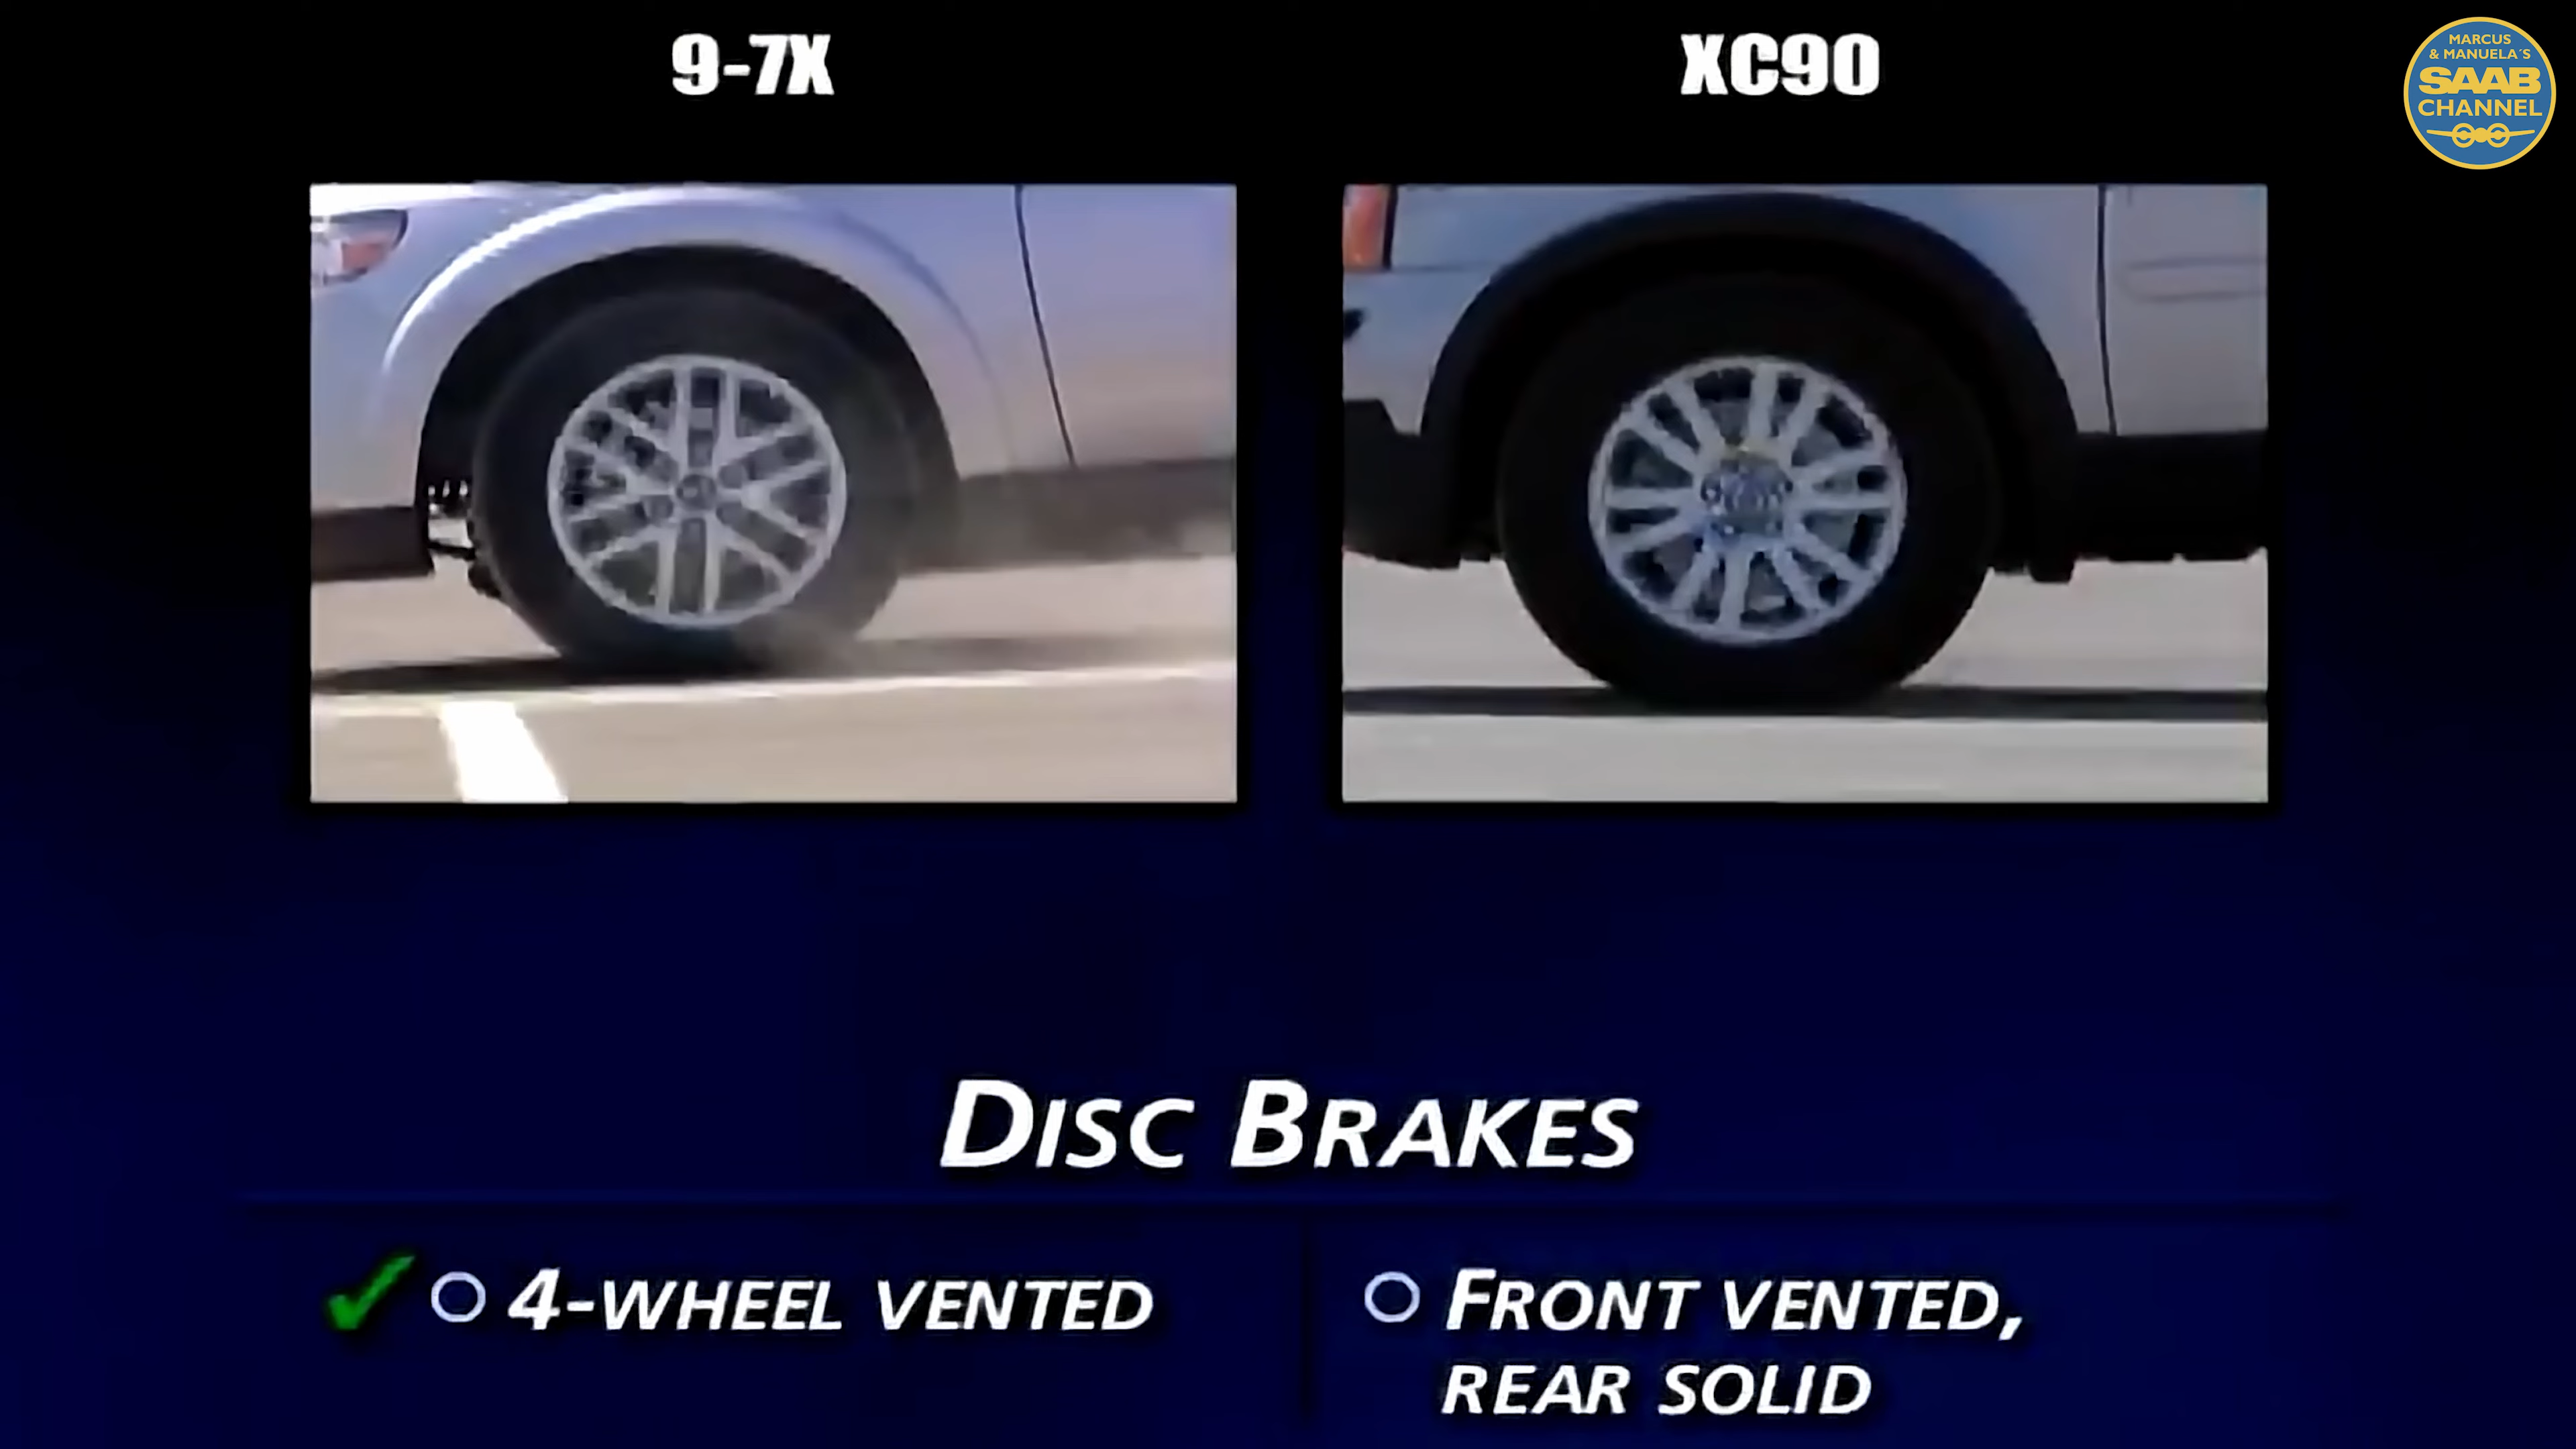 9-7X
XC90
MARCUS
& MANUELA'S
SAAB
CHANNEL
DISC BRAKES
4-WHEEL VENTED
FRONT VENTED,
REAR SOLID